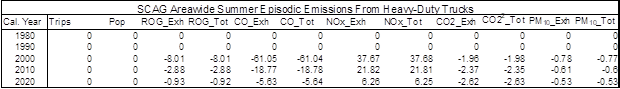 SCAG Areawide Summer Episodic Emissions From Heavy-Duty Trucks
Cal. Year Trips Pop ROG_Exh ROG_Tot CO_Exh CO_Tot NOx_Exh NOx_Tot CO2_Exh CO2_Tot PM10_Exh PM10_Tot
1980 0 0 0 0 0 0 0 0 0 0 0 0
1990 0 0 0 0 0 0 0 0 0 0 0 0
2000 0 0 -8.01 -8.01 -61.05 -61.04 37.67 37.68 -1.96 -1.98 -0.78 -0.77
2010 0 0 -2.88 -2.88 -18.77 -18.78 21.82 21.81 -2.37 -2.35 -0.61 -0.6
2020 0 0 -0.93 -0.92 -5.63 -5.64 6.26 6.25 -2.62 -2.63 -0.53 -0.53